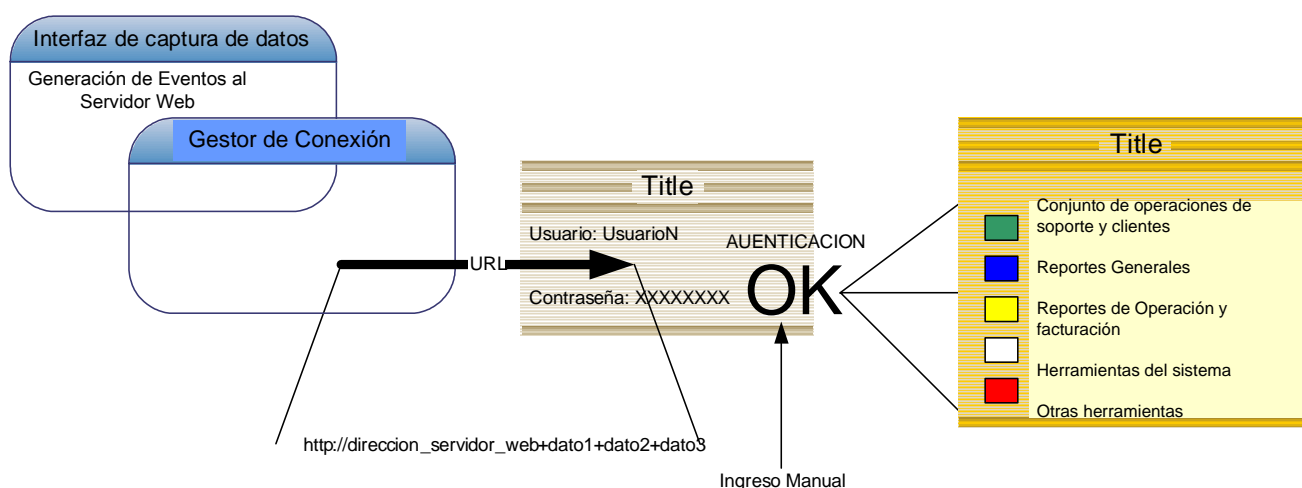 Interfaz de captura de datos
Generación de Eventos al
Servidor Web
Gestor de Conexión
Title
Usuario: UsuarioN
AUENTICACION
URL
OK
Contraseña: XXXXXXXX
http://direccion_servidor_web+dato1+dato2+dato3
Ingreso Manual
Title
Conjunto de operaciones de
soporte y clientes
Reportes Generales
Reportes de Operación y
facturación
Herramientas del sistema
Otras herramientas